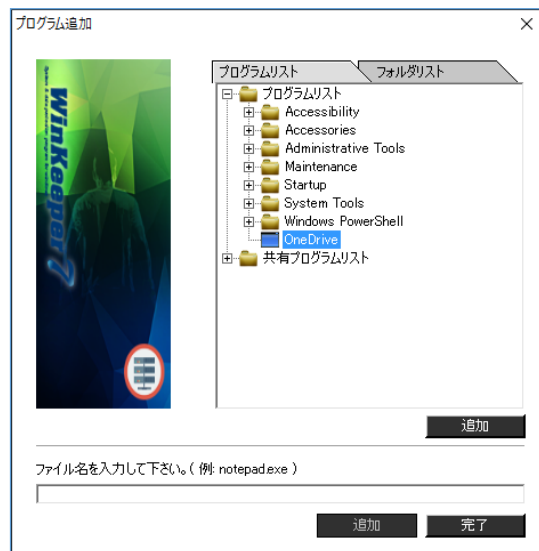 プログラム追加
WinKeeper7
プログラムリスト
フォルダリスト
プログラムリスト
Accessibility
Accessories
Administrative Tools
Maintenance
Startup
System Tools
Windows PowerShell
OneDrive
共有プログラムリスト
追加
ファイル名を入力して下さい。( 例: notepad.exe )
追加
完了